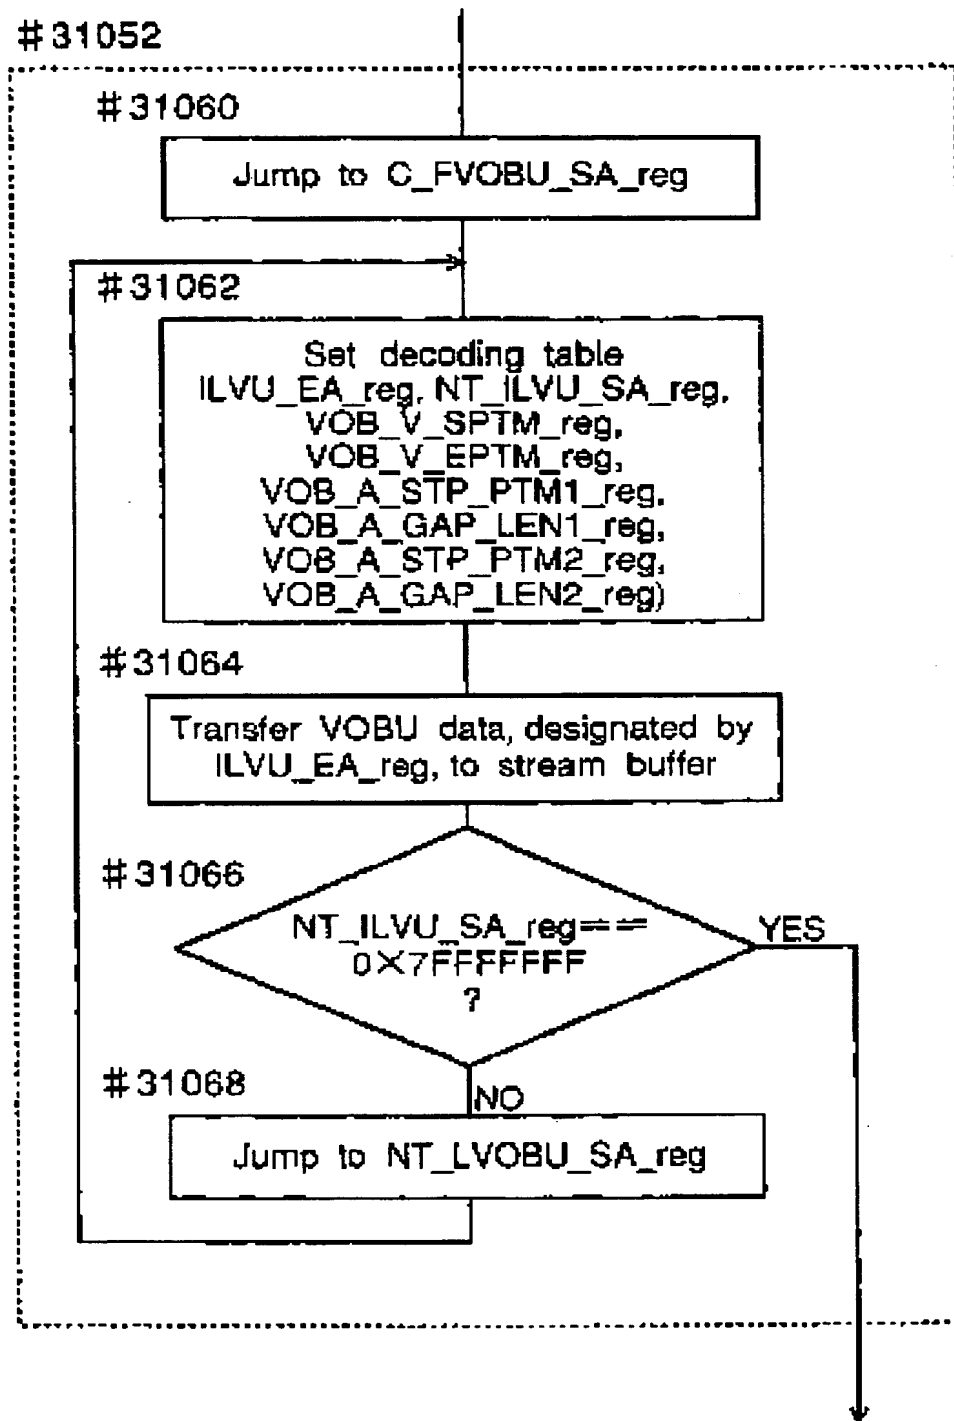 #31052
#31060
Jump to C_FVOBU_SA_reg
#31062
Set decoding table
ILVU_EA_reg, NT_ILVU_SA_reg,
VOB_V_SPTM_reg,
VOB_V_EPTM_reg,
VOB_A_STP_PTM1_reg,
VOB_A_GAP_LEN1_reg,
VOB_A_STP_PTM2_reg,
VOB_A_GAP_LEN2_reg)
#31064
Transfer VOBU data, designated by
ILVU_EA_reg, to stream buffer
#31066
NT_ILVU_SA_reg==
0X7FFFFFFF
?
YES
#31068
NO
Jump to NT_LVOBU_SA_reg